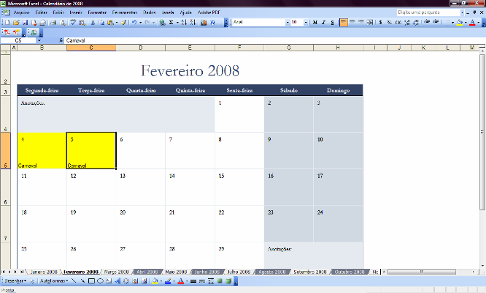 Microsoft Excel - Calendário de 2008
Arquivo Editar Exibir Inserir Formatar Ferramentas Dados Janela Ajuda Adobe PDF
Arial 10
C5 Carnaval
A B C D E F G H I J K L M
Fevereiro 2008
Segunda-feira Terça-feira Quarta-feira Quinta-feira Sexta-feira Sábado Domingo
Anotações: 1 2 3
4 5 6 7 8 9 10
Carnaval Carnaval
11 12 13 14 15 16 17
18 19 20 21 22 23 24
25 26 27 28 29 Anotações:
Janeiro 2008 Fevereiro 2008 Março 2008 Abril 2008 Maio 2008 Junho 2008 Julho 2008 Agosto 2008 Setembro 2008 Outubro 2008
Desenhar AutoFormas
Pronto